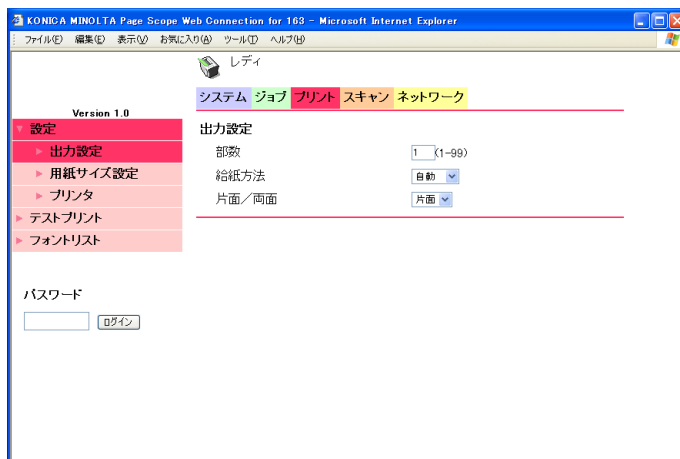 KONICA MINOLTA Page Scope Web Connection for 163 - Microsoft Internet Explorer
ファイル(F) 編集(E) 表示(V) お気に入り(A) ツール(T) ヘルプ(H)
レディ
システム ジョブ プリント スキャン ネットワーク
Version 1.0
設定
出力設定
用紙サイズ設定
プリンタ
テストプリント
フォントリスト
出力設定
部数 1 (1-99)
給紙方法 自動
片面／両面 片面
パスワード
ログイン